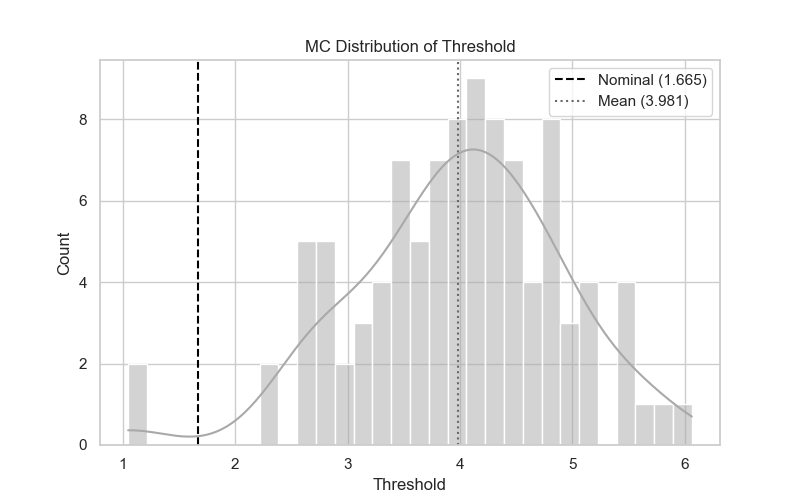 MC Distribution of Threshold
Nominal (1.665)
Mean (3.981)
Count
8
6
4
2
0
1 2 3 4 5 6
Threshold